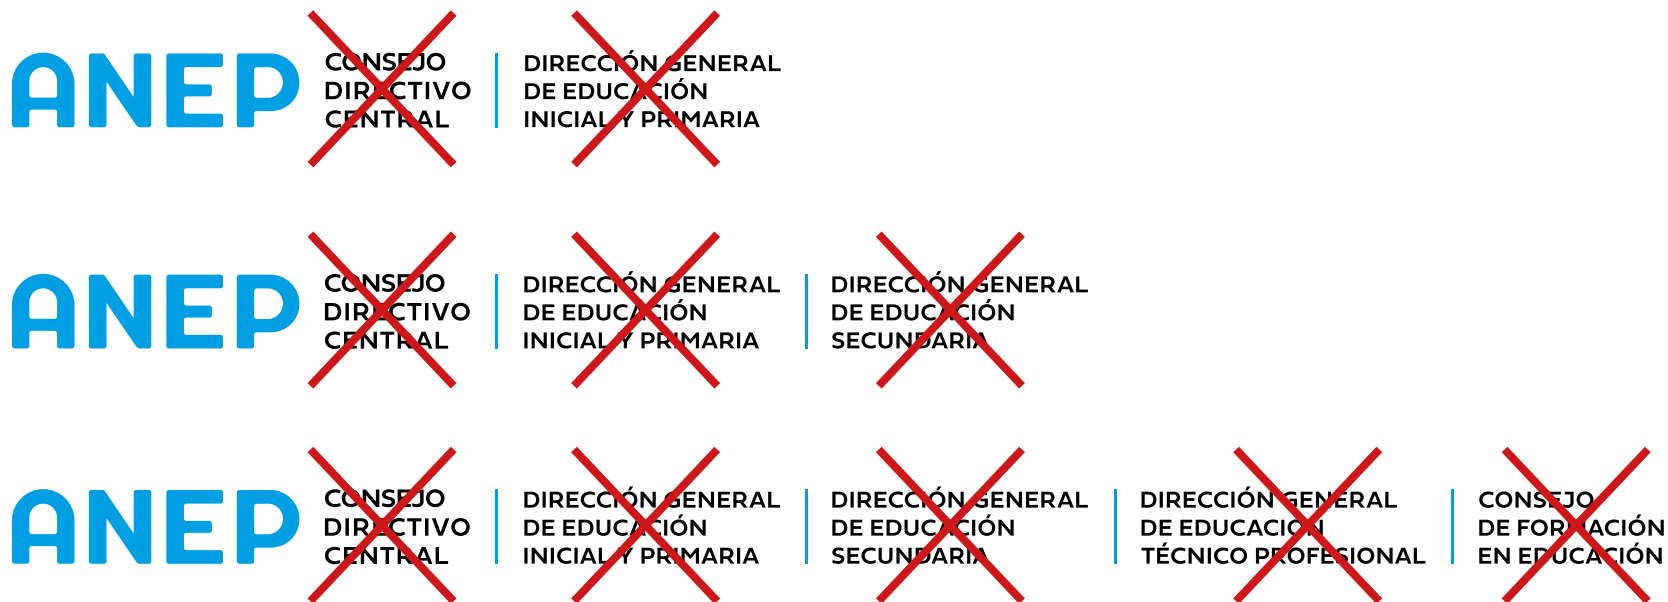 ANEP
CONSEJO
DIRECTIVO
CENTRAL
DIRECCIÓN GENERAL
DE EDUCACIÓN
INICIAL Y PRIMARIA
ANEP
CONSEJO
DIRECTIVO
CENTRAL
DIRECCIÓN GENERAL
DE EDUCACIÓN
INICIAL Y PRIMARIA
DIRECCIÓN GENERAL
DE EDUCACIÓN
SECUNDARIA
ANEP
CONSEJO
DIRECTIVO
CENTRAL
DIRECCIÓN GENERAL
DE EDUCACIÓN
INICIAL Y PRIMARIA
DIRECCIÓN GENERAL
DE EDUCACIÓN
SECUNDARIA
DIRECCIÓN GENERAL
DE EDUCACIÓN
TÉCNICO PROFESIONAL
CONSEJO
DE FORMACIÓN
EN EDUCACIÓN